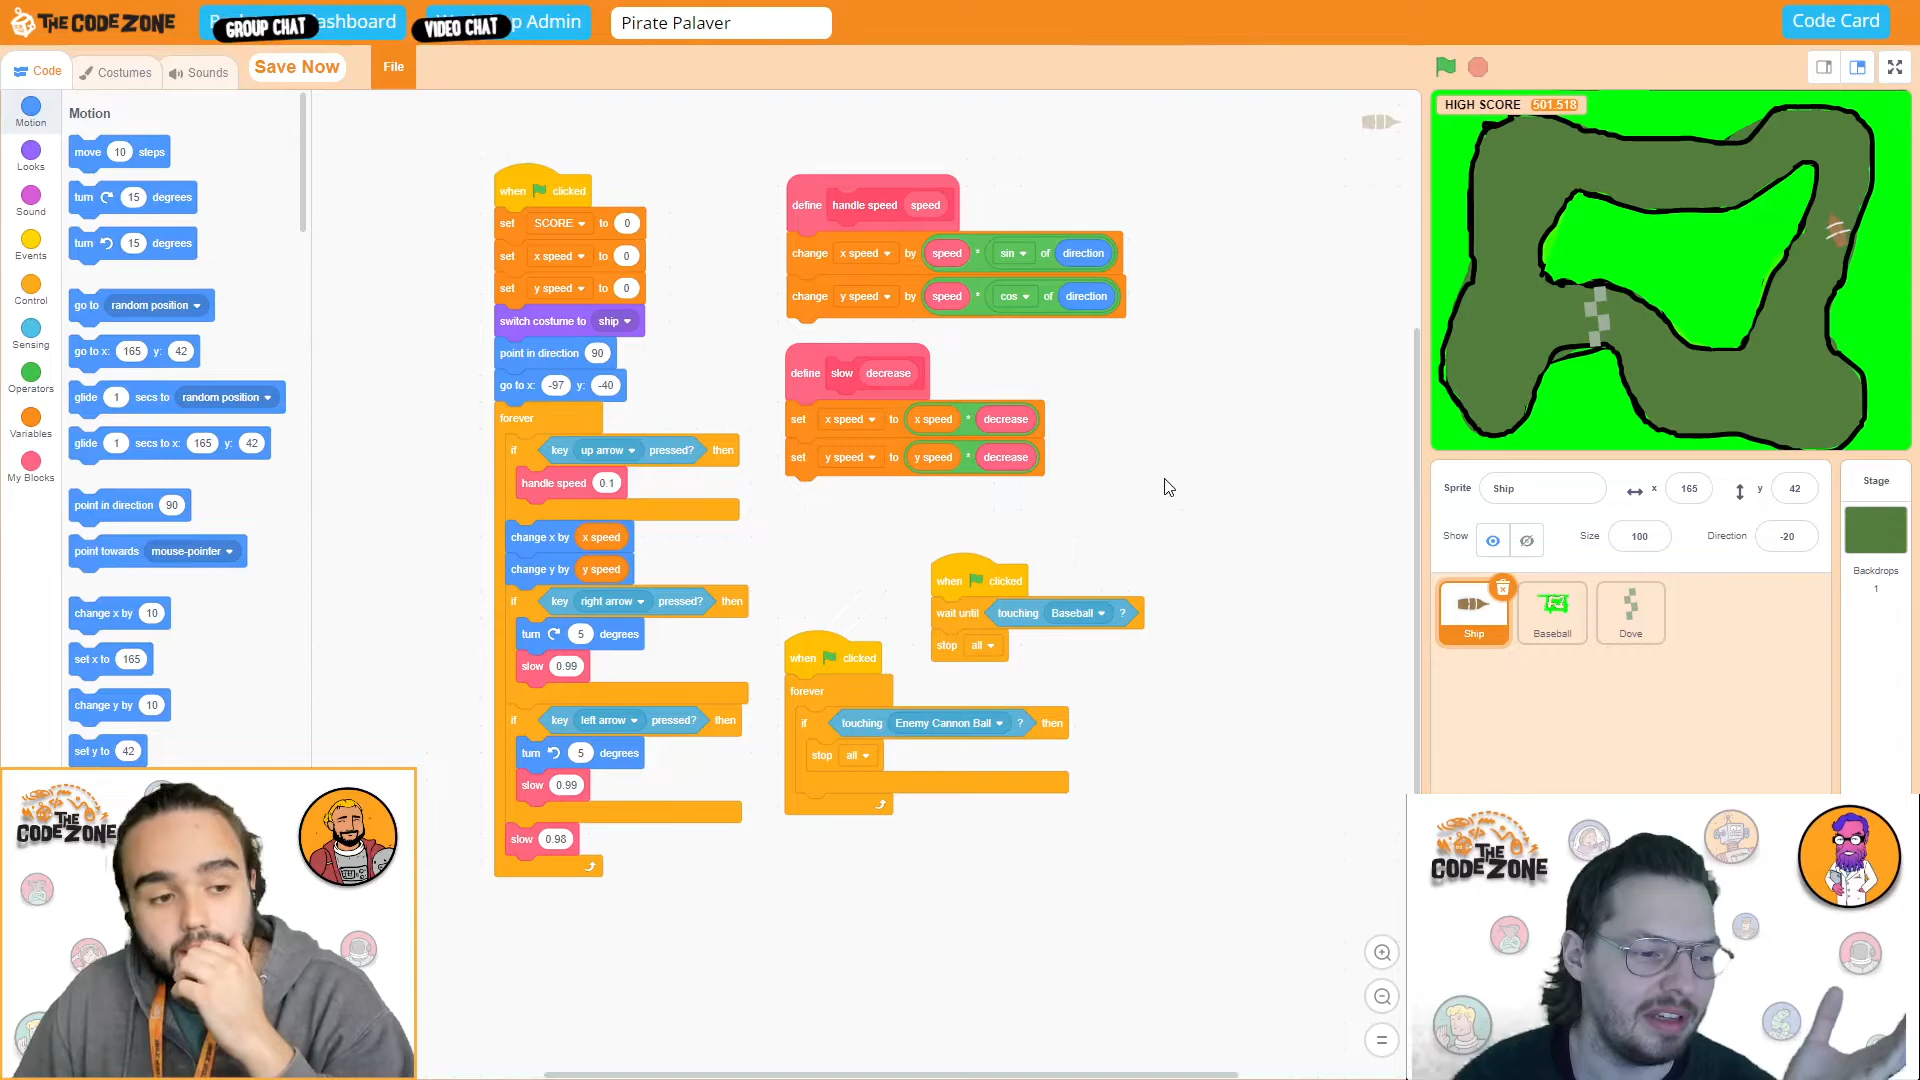 THE CODE ZONE
GROUP CHAT
ashboard
VIDEO CHAT
p Admin
Pirate Palaver
Code Card
Code
Costumes
Sounds
Save Now
File
Motion
Looks
Sound
Events
Control
Sensing
Operators
Variables
My Blocks
Motion
move 10 steps
turn 15 degrees
turn 15 degrees
go to random position
go to x: 165 y: 42
glide 1 secs to random position
glide 1 secs to x: 165 y: 42
point in direction 90
point towards mouse-pointer
change x by 10
set x to 165
change y by 10
set y to 42
when clicked
set SCORE to 0
set x speed to 0
set y speed to 0
switch costume to ship
point in direction 90
go to x: -97 y: -40
forever
if key up arrow pressed? then
handle speed 0.1
change x by x speed
change y by y speed
if key right arrow pressed? then
turn 5 degrees
slow 0.99
if key left arrow pressed? then
turn 5 degrees
slow 0.99
slow 0.98
define handle speed speed
change x speed by speed * sin of direction
change y speed by speed * cos of direction
define slow decrease
set x speed to x speed * decrease
set y speed to y speed * decrease
when clicked
wait until touching Baseball ?
stop all
when clicked
forever
if touching Enemy Cannon Ball ? then
stop all
HIGH SCORE 501.518
Sprite Ship x 165 y 42
Show Size 100 Direction -20
Ship
Baseball
Dove
Stage
Backdrops
1
THE CODE ZONE
THE CODE ZONE